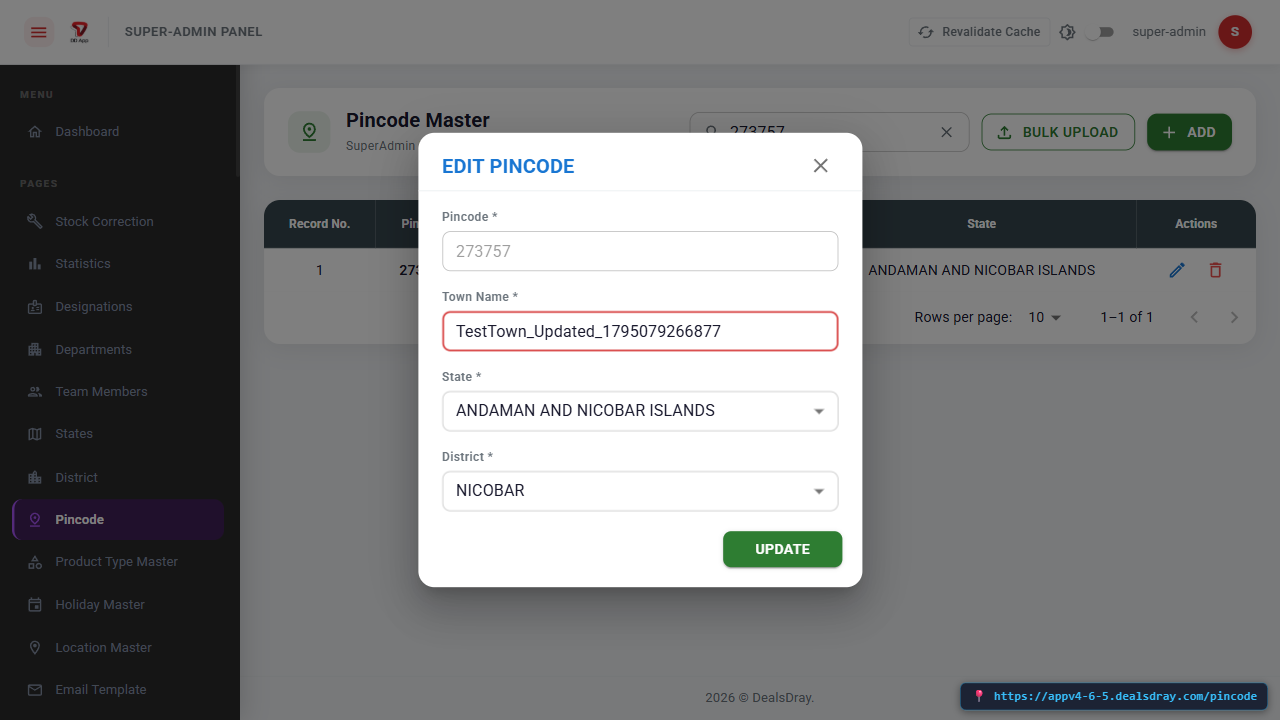 SUPER-ADMIN PANEL
Revalidate Cache
super-admin
S
MENU
Dashboard
PAGES
Stock Correction
Statistics
Designations
Departments
Team Members
States
District
Pincode
Product Type Master
Holiday Master
Location Master
Email Template
Pincode Master
SuperAdmin
273757
BULK UPLOAD
ADD
Record No.
State
Actions
1
ANDAMAN AND NICOBAR ISLANDS
Rows per page:
10
1–1 of 1
EDIT PINCODE
Pincode *
273757
Town Name *
TestTown_Updated_1795079266877
State *
ANDAMAN AND NICOBAR ISLANDS
District *
NICOBAR
UPDATE
2026 © DealsDray.
https://appv4-6-5.dealsdray.com/pincode